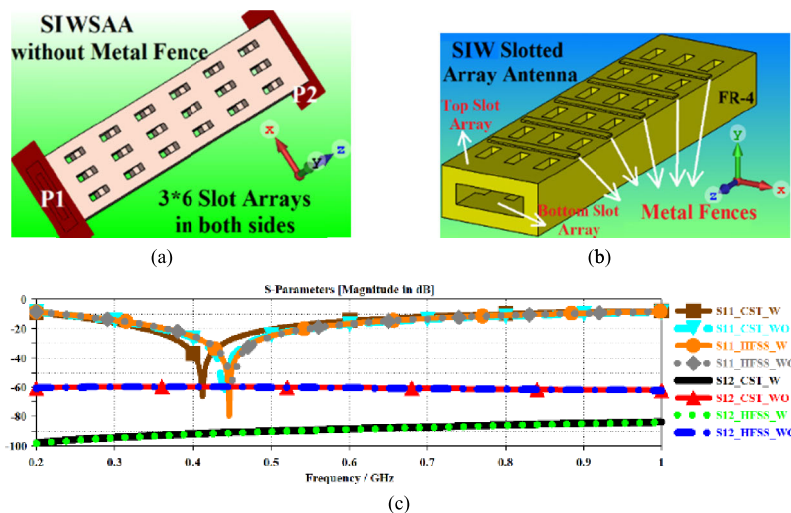 SIWSAA
without Metal Fence
P2
x
y
z
P1
3*6 Slot Arrays
in both sides
(a)
SIW Slotted
Array Antenna
FR-4
Top Slot
Array
y
z
x
Bottom Slot
Array
Metal Fences
(b)
S-Parameters [Magnitude in dB]
0
-20
-40
-60
-80
-100
0.2
0.3
0.4
0.5
0.6
0.7
0.8
0.9
1
Frequency / GHz
S11_CST_W
S11_CST_WO
S11_HFSS_W
S11_HFSS_WO
S12_CST_W
S12_CST_WO
S12_HFSS_W
S12_HFSS_WO
(c)